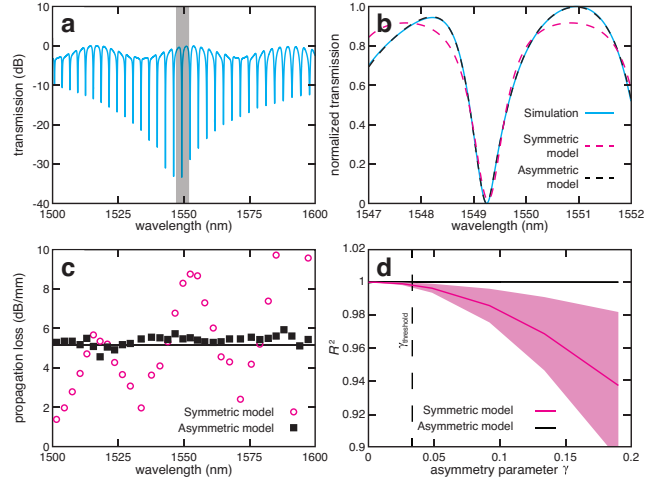 a
10
0
-10
-20
-30
-40
transmission (dB)
1500
1525
1550
1575
1600
wavelength (nm)
b
1
0.8
0.6
0.4
0.2
0
normalized transmission
Simulation
Symmetric
model
Asymmetric
model
1547
1548
1549
1550
1551
1552
wavelength (nm)
c
10
8
6
4
2
0
propagation loss (dB/mm)
Symmetric model
Asymmetric model
1500
1525
1550
1575
1600
wavelength (nm)
d
1.02
1
0.98
0.96
0.94
0.92
0.9
R²
γthreshold
Symmetric model
Asymmetric model
0
0.05
0.1
0.15
0.2
asymmetry parameter γ